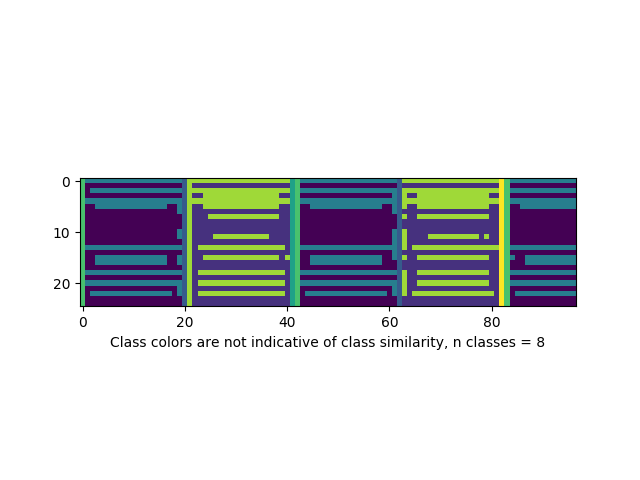 0
10
20
0 20 40 60 80
Class colors are not indicative of class similarity, n classes = 8